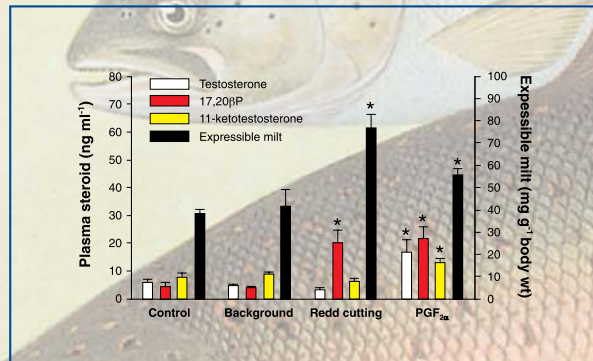 Testosterone
17,20βP
11-ketotestosterone
Expressible milt
Plasma steroid (ng ml⁻¹)
80
70
60
50
40
30
20
10
0
Expessible milt (mg g⁻¹ body wt)
100
90
80
70
60
50
40
30
20
10
0
*
*
*
*
*
*
Control
Background
Redd cutting
PGF₂α